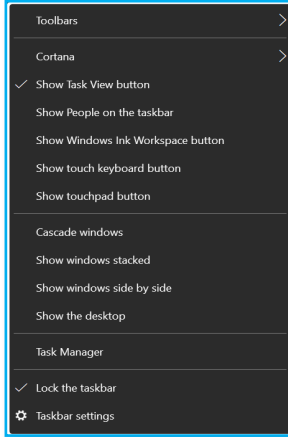 Toolbars
Cortana
Show Task View button
Show People on the taskbar
Show Windows Ink Workspace button
Show touch keyboard button
Show touchpad button
Cascade windows
Show windows stacked
Show windows side by side
Show the desktop
Task Manager
Lock the taskbar
Taskbar settings